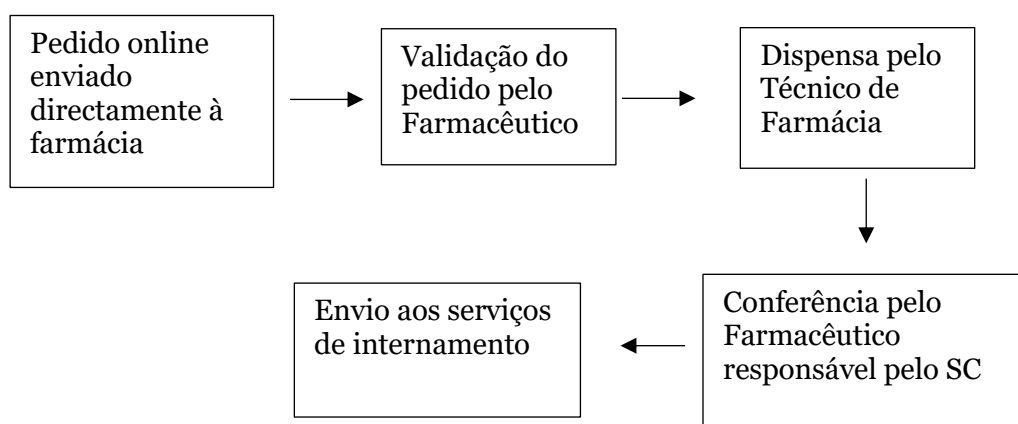 Pedido online
enviado
directamente à
farmácia
Validação do
pedido pelo
Farmacêutico
Dispensa pelo
Técnico de
Farmácia
Conferência pelo
Farmacêutico
responsável pelo SC
Envio aos serviços
de internamento